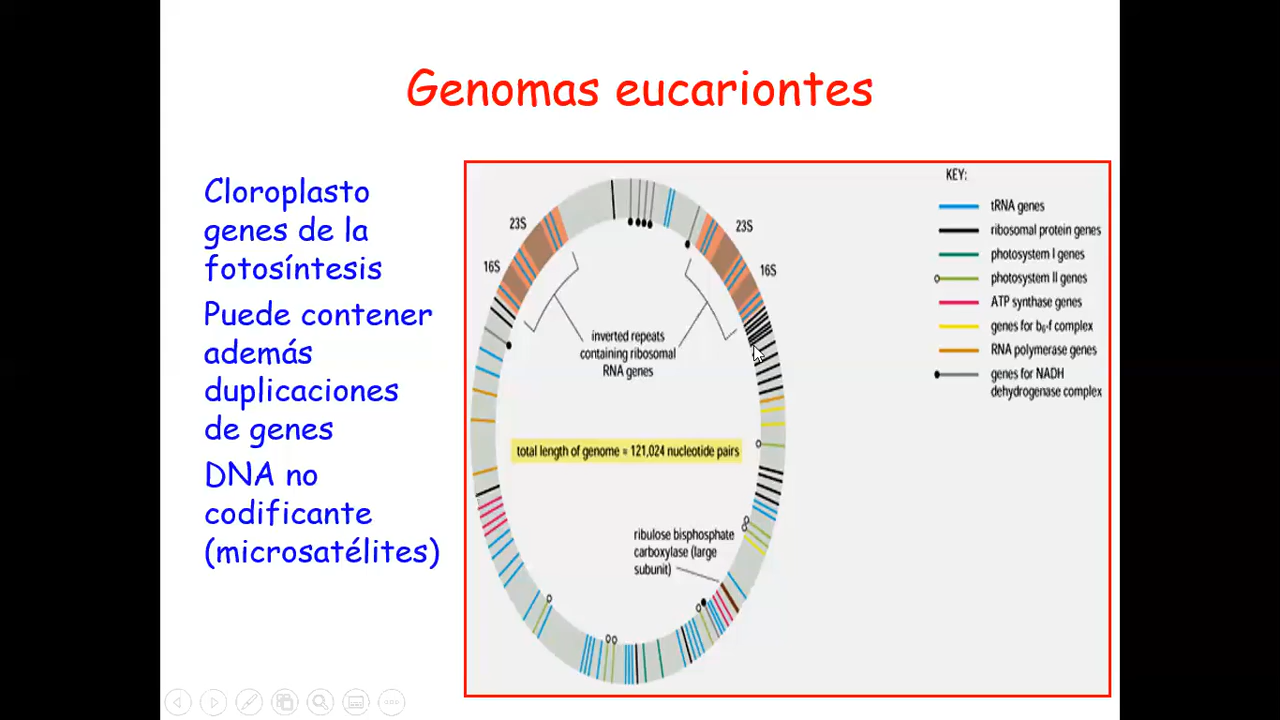 Genomas eucariontes
Cloroplasto
genes de la
fotosíntesis
Puede contener
además
duplicaciones
de genes
DNA no
codificante
(microsatélites)
KEY:
tRNA genes
ribosomal protein genes
photosystem I genes
photosystem II genes
ATP synthase genes
genes for b6-f complex
RNA polymerase genes
genes for NADH
dehydrogenase complex
23S
16S
23S
16S
inverted repeats
containing ribosomal
RNA genes
total length of genome = 121,024 nucleotide pairs
ribulose bisphosphate
carboxylase (large
subunit)